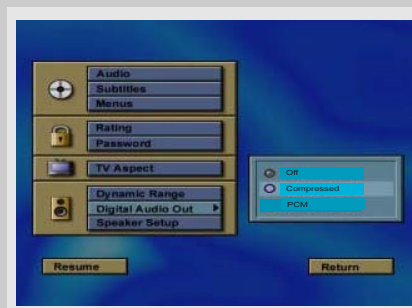 Audio
Subtitles
Menus
Rating
Password
TV Aspect
Dynamic Range
Digital Audio Out
Speaker Setup
Off
Compressed
PCM
Resume
Return